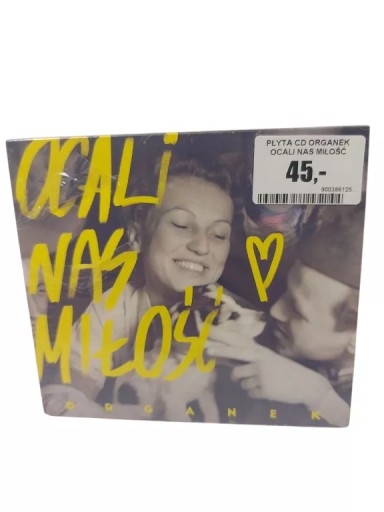 OCALI
NAS
MIŁOŚĆ
ORGANEK
PŁYTA CD ORGANEK
OCALI NAS MIŁOŚĆ
45,-